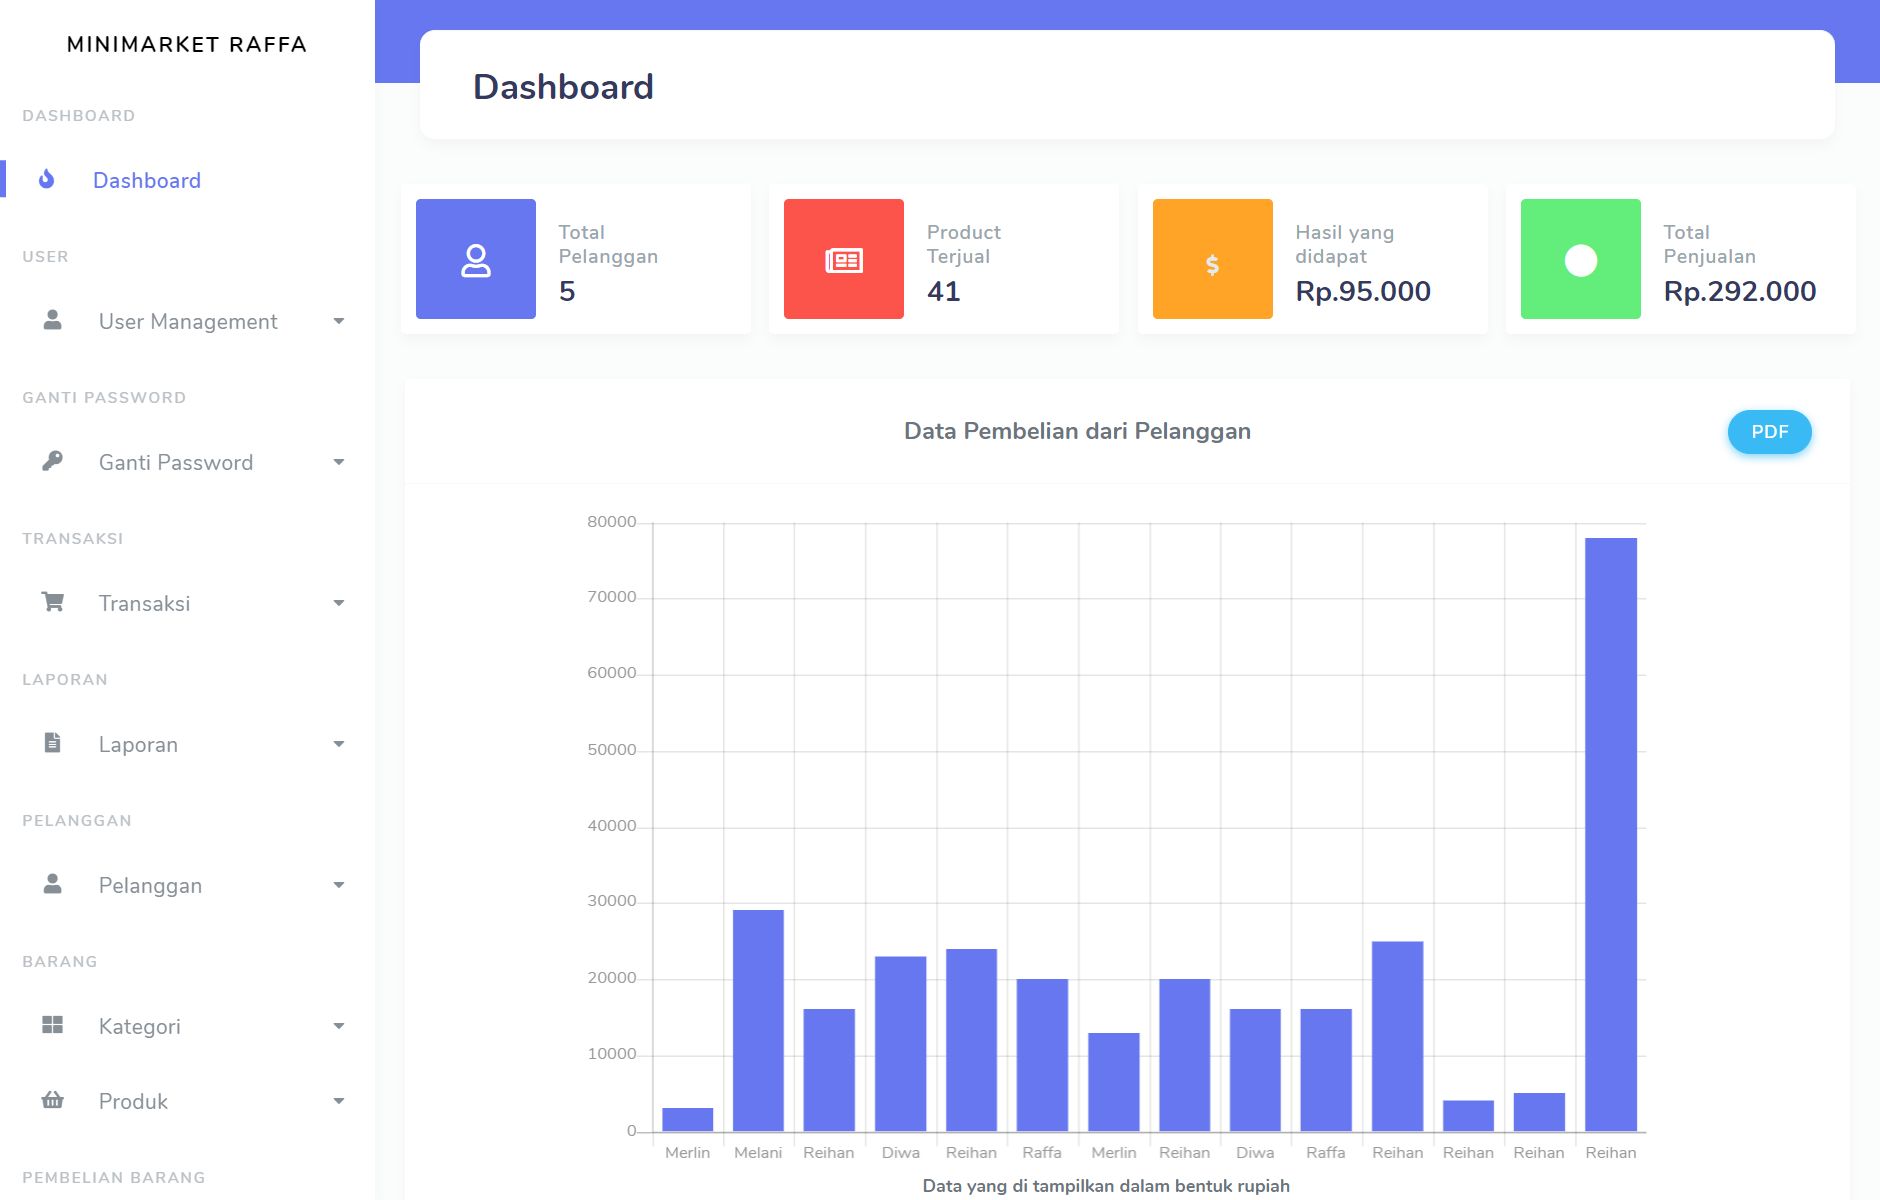 MINIMARKET RAFFA
DASHBOARD
Dashboard
USER
User Management
GANTI PASSWORD
Ganti Password
TRANSAKSI
Transaksi
LAPORAN
Laporan
PELANGGAN
Pelanggan
BARANG
Kategori
Produk
PEMBELIAN BARANG
Dashboard
Total
Pelanggan
5
Product
Terjual
41
$
Hasil yang
didapat
Rp.95.000
Total
Penjualan
Rp.292.000
Data Pembelian dari Pelanggan
PDF
80000
70000
60000
50000
40000
30000
20000
10000
0
Merlin Melani Reihan Diwa Reihan Raffa Merlin Reihan Diwa Raffa Reihan Reihan Reihan Reihan
Data yang di tampilkan dalam bentuk rupiah